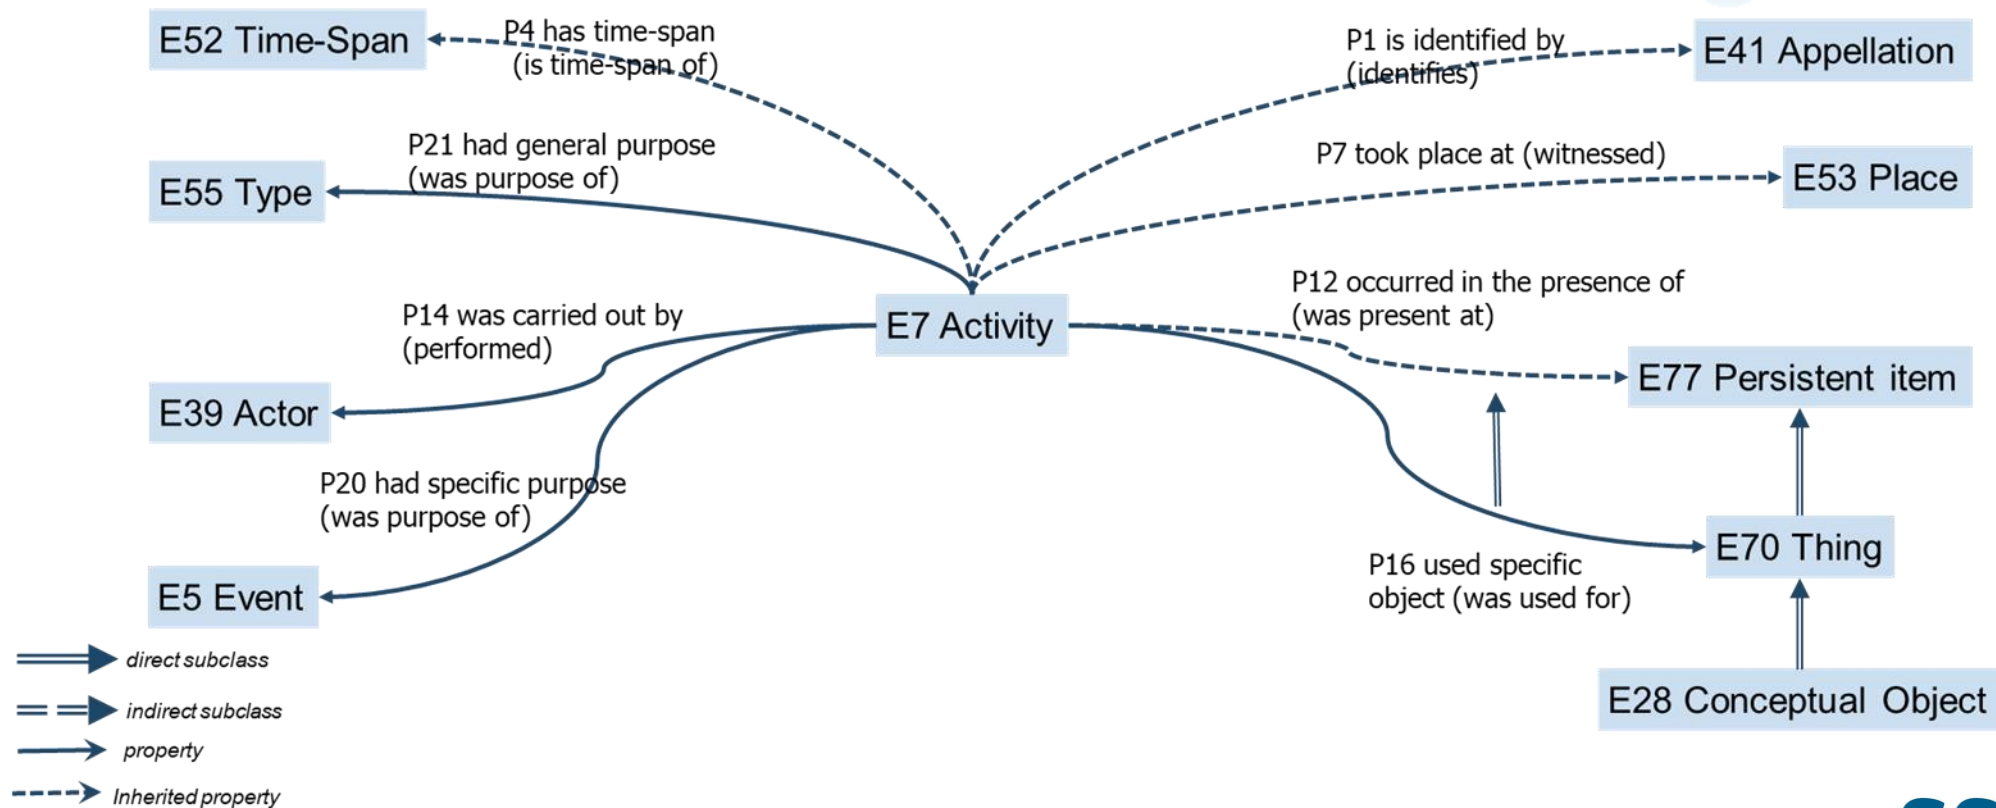 E52 Time-Span
P4 has time-span
(is time-span of)
P1 is identified by
(identifies)
E41 Appellation
P21 had general purpose
(was purpose of)
E55 Type
P7 took place at (witnessed)
E53 Place
P14 was carried out by
(performed)
E7 Activity
P12 occurred in the presence of
(was present at)
E39 Actor
E77 Persistent item
P20 had specific purpose
(was purpose of)
E5 Event
E70 Thing
P16 used specific
object (was used for)
E28 Conceptual Object
direct subclass
indirect subclass
property
Inherited property